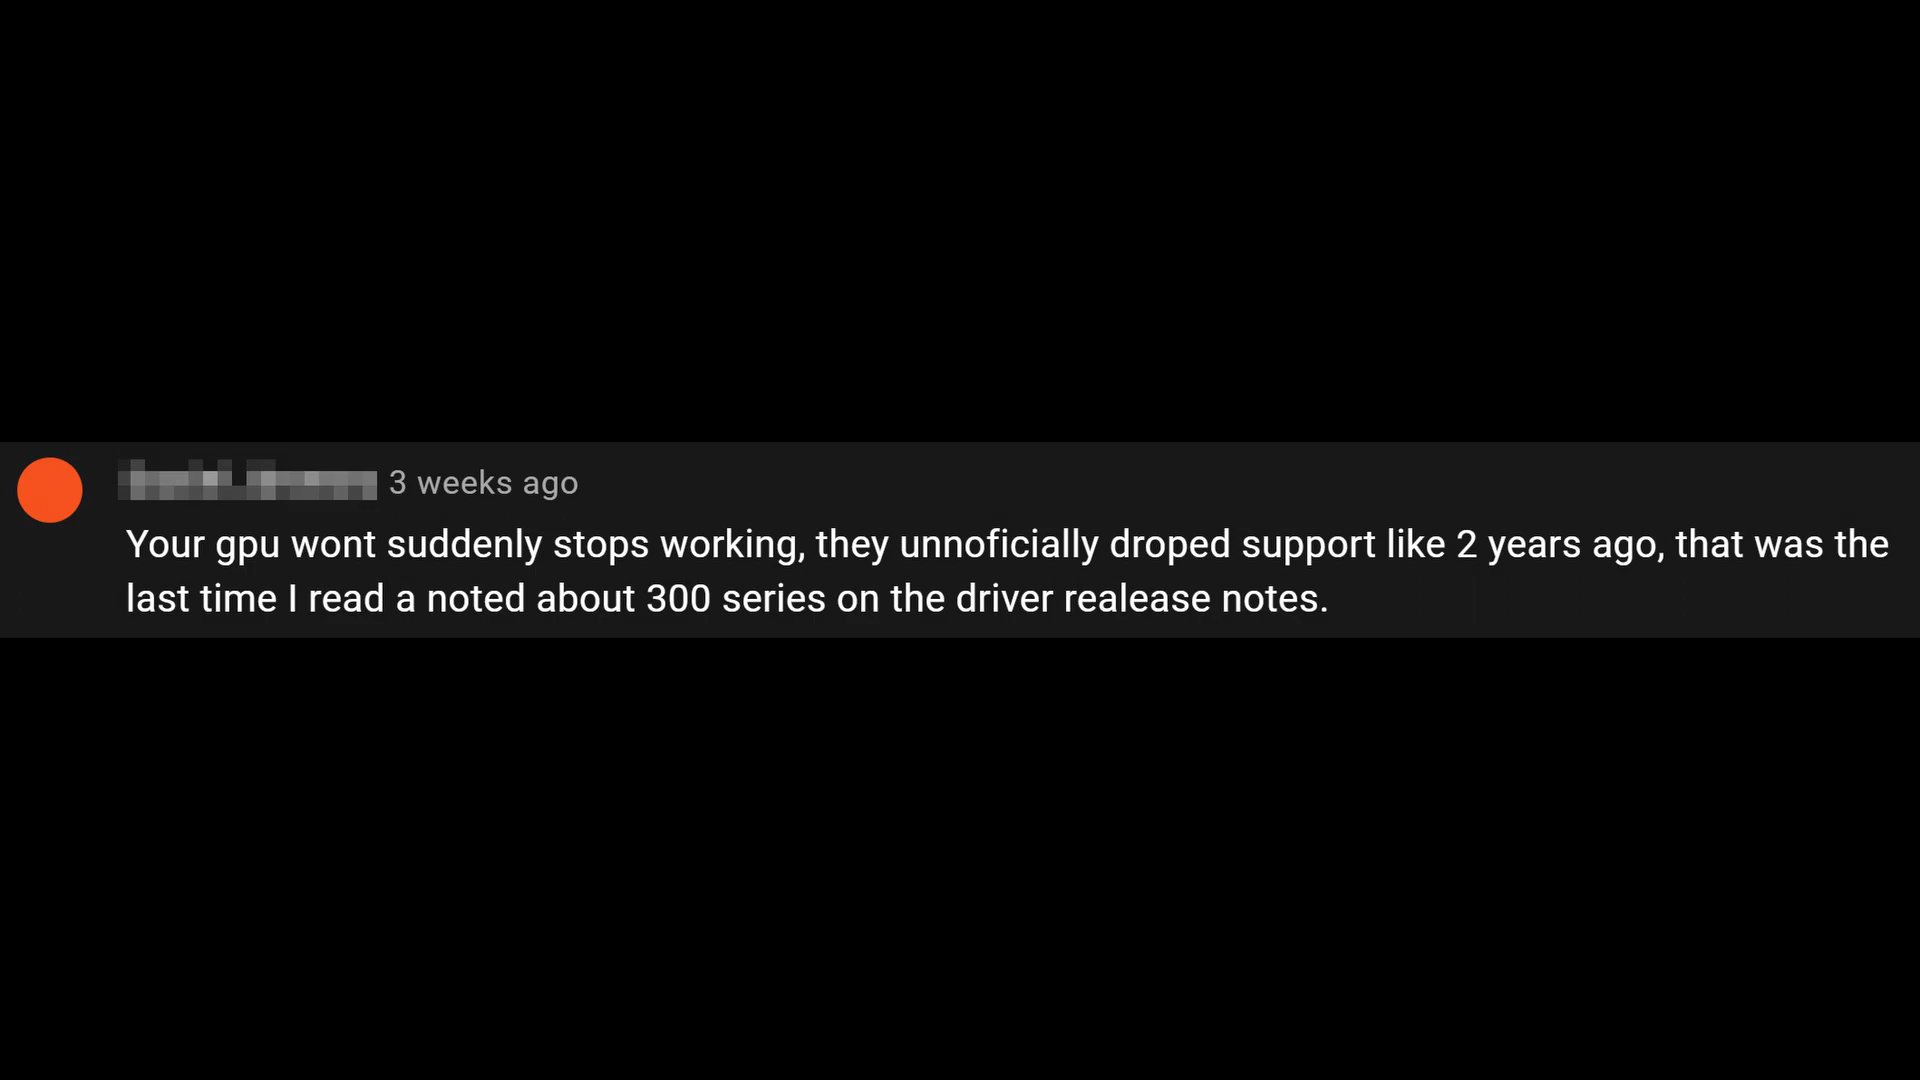 3 weeks ago
Your gpu wont suddenly stops working, they unnoficially droped support like 2 years ago, that was the
last time I read a noted about 300 series on the driver realease notes.